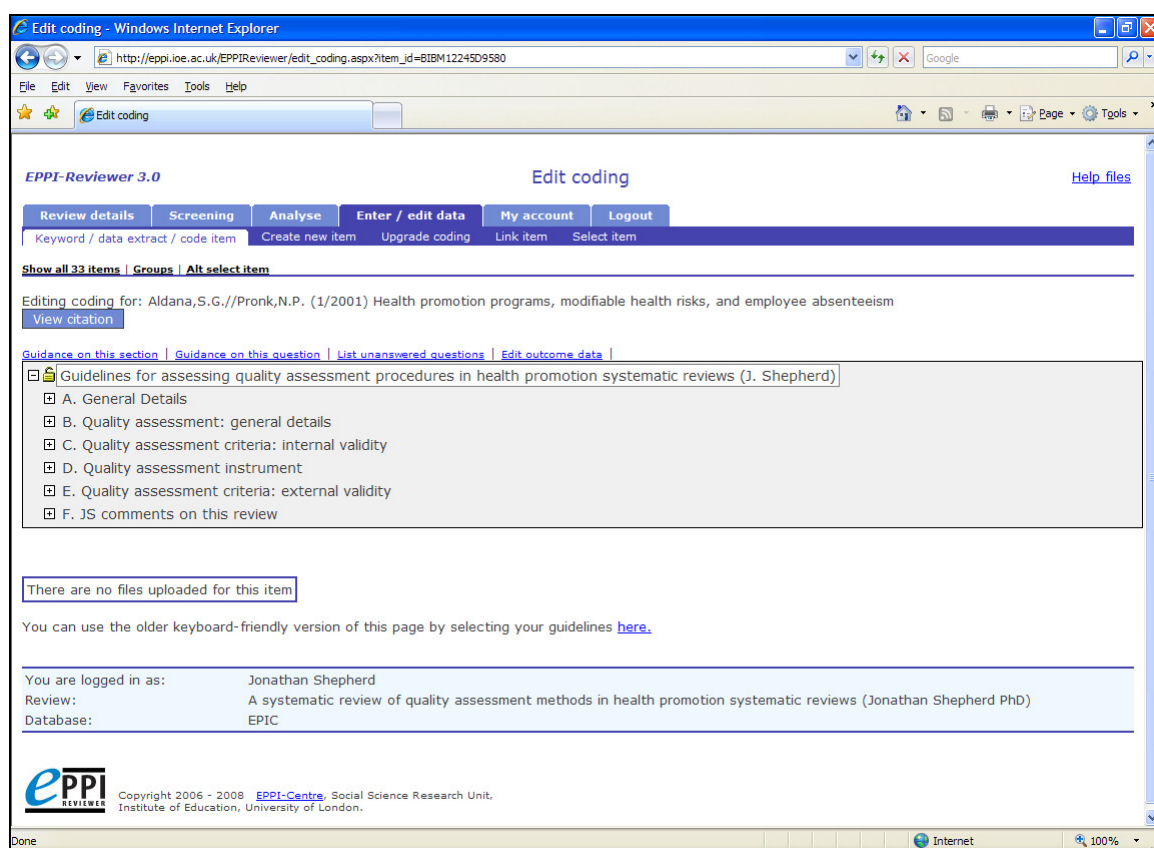 Edit coding - Windows Internet Explorer
http://eppi.ioe.ac.uk/EPPIReviewer/edit_coding.aspx?item_id=BIBM12245D9580
Google
File Edit View Favorites Tools Help
Edit coding
Page Tools
EPPI-Reviewer 3.0 Edit coding Help files
Review details Screening Analyse Enter / edit data My account Logout
Keyword / data extract / code item Create new item Upgrade coding Link item Select item
Show all 33 items | Groups | Alt select item
Editing coding for: Aldana,S.G.//Pronk,N.P. (1/2001) Health promotion programs, modifiable health risks, and employee absenteeism
View citation
Guidance on this section | Guidance on this question | List unanswered questions | Edit outcome data |
Guidelines for assessing quality assessment procedures in health promotion systematic reviews (J. Shepherd)
A. General Details
B. Quality assessment: general details
C. Quality assessment criteria: internal validity
D. Quality assessment instrument
E. Quality assessment criteria: external validity
F. JS comments on this review
There are no files uploaded for this item
You can use the older keyboard-friendly version of this page by selecting your guidelines here.
You are logged in as: Jonathan Shepherd
Review: A systematic review of quality assessment methods in health promotion systematic reviews (Jonathan Shepherd PhD)
Database: EPIC
ePPI
REVIEWER
Copyright 2006 - 2008 EPPI-Centre, Social Science Research Unit,
Institute of Education, University of London.
Done Internet 100%